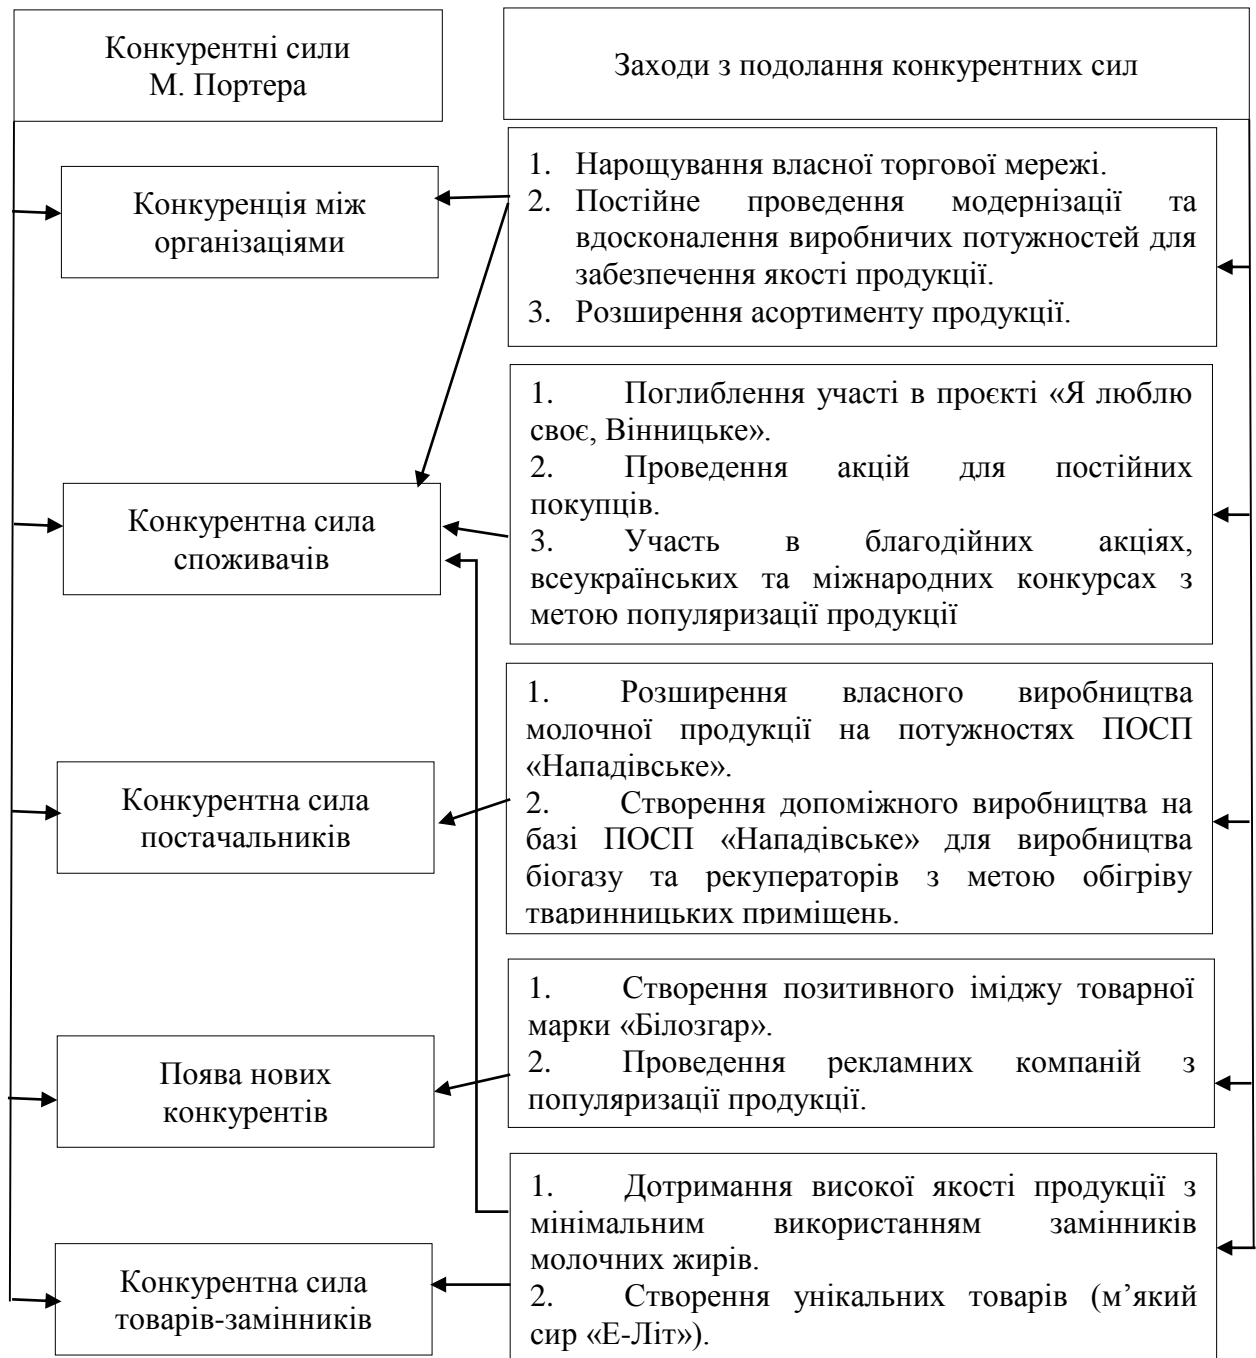 Конкурентні сили
М. Портера
Заходи з подолання конкурентних сил
Конкуренція між
організаціями
1. Нарощування власної торгової мережі.
2. Постійне проведення модернізації та
вдосконалення виробничих потужностей для
забезпечення якості продукції.
3. Розширення асортименту продукції.
Конкурентна сила
споживачів
1. Поглиблення участі в проєкті «Я люблю
своє, Вінницьке».
2. Проведення акцій для постійних
покупців.
3. Участь в благодійних акціях,
всеукраїнських та міжнародних конкурсах з
метою популяризації продукції
Конкурентна сила
постачальників
1. Розширення власного виробництва
молочної продукції на потужностях ПОСП
«Нападівське».
2. Створення допоміжного виробництва на
базі ПОСП «Нападівське» для виробництва
біогазу та рекуператорів з метою обігріву
тваринницьких приміщень.
Поява нових
конкурентів
1. Створення позитивного іміджу товарної
марки «Білозгар».
2. Проведення рекламних компаній з
популяризації продукції.
Конкурентна сила
товарів-замінників
1. Дотримання високої якості продукції з
мінімальним використанням замінників
молочних жирів.
2. Створення унікальних товарів (м’який
сир «Е-Літ»).